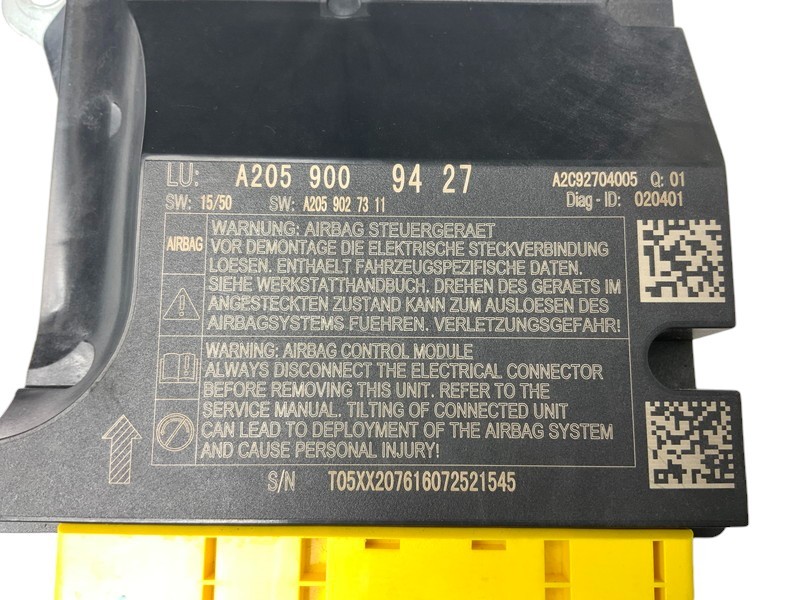 LU: A205 900 94 27 A2C92704005 Q: 01
SW: 15/50 SW: A205 902 73 11 Diag - ID: 020401
AIRBAG
WARNUNG: AIRBAG STEUERGERAET
VOR DEMONTAGE DIE ELEKTRISCHE STECKVERBINDUNG
LOESEN. ENTHAELT FAHRZEUGSPEZIFISCHE DATEN.
SIEHE WERKSTATTHANDBUCH. DREHEN DES GERAETS IM
ANGESTECKTEN ZUSTAND KANN ZUM AUSLOESEN DES
AIRBAGSYSTEMS FUEHREN. VERLETZUNGSGEFAHR!
WARNING: AIRBAG CONTROL MODULE
ALWAYS DISCONNECT THE ELECTRICAL CONNECTOR
BEFORE REMOVING THIS UNIT. REFER TO THE
SERVICE MANUAL. TILTING OF CONNECTED UNIT
CAN LEAD TO DEPLOYMENT OF THE AIRBAG SYSTEM
AND CAUSE PERSONAL INJURY!
S/N T05XX207616072521545